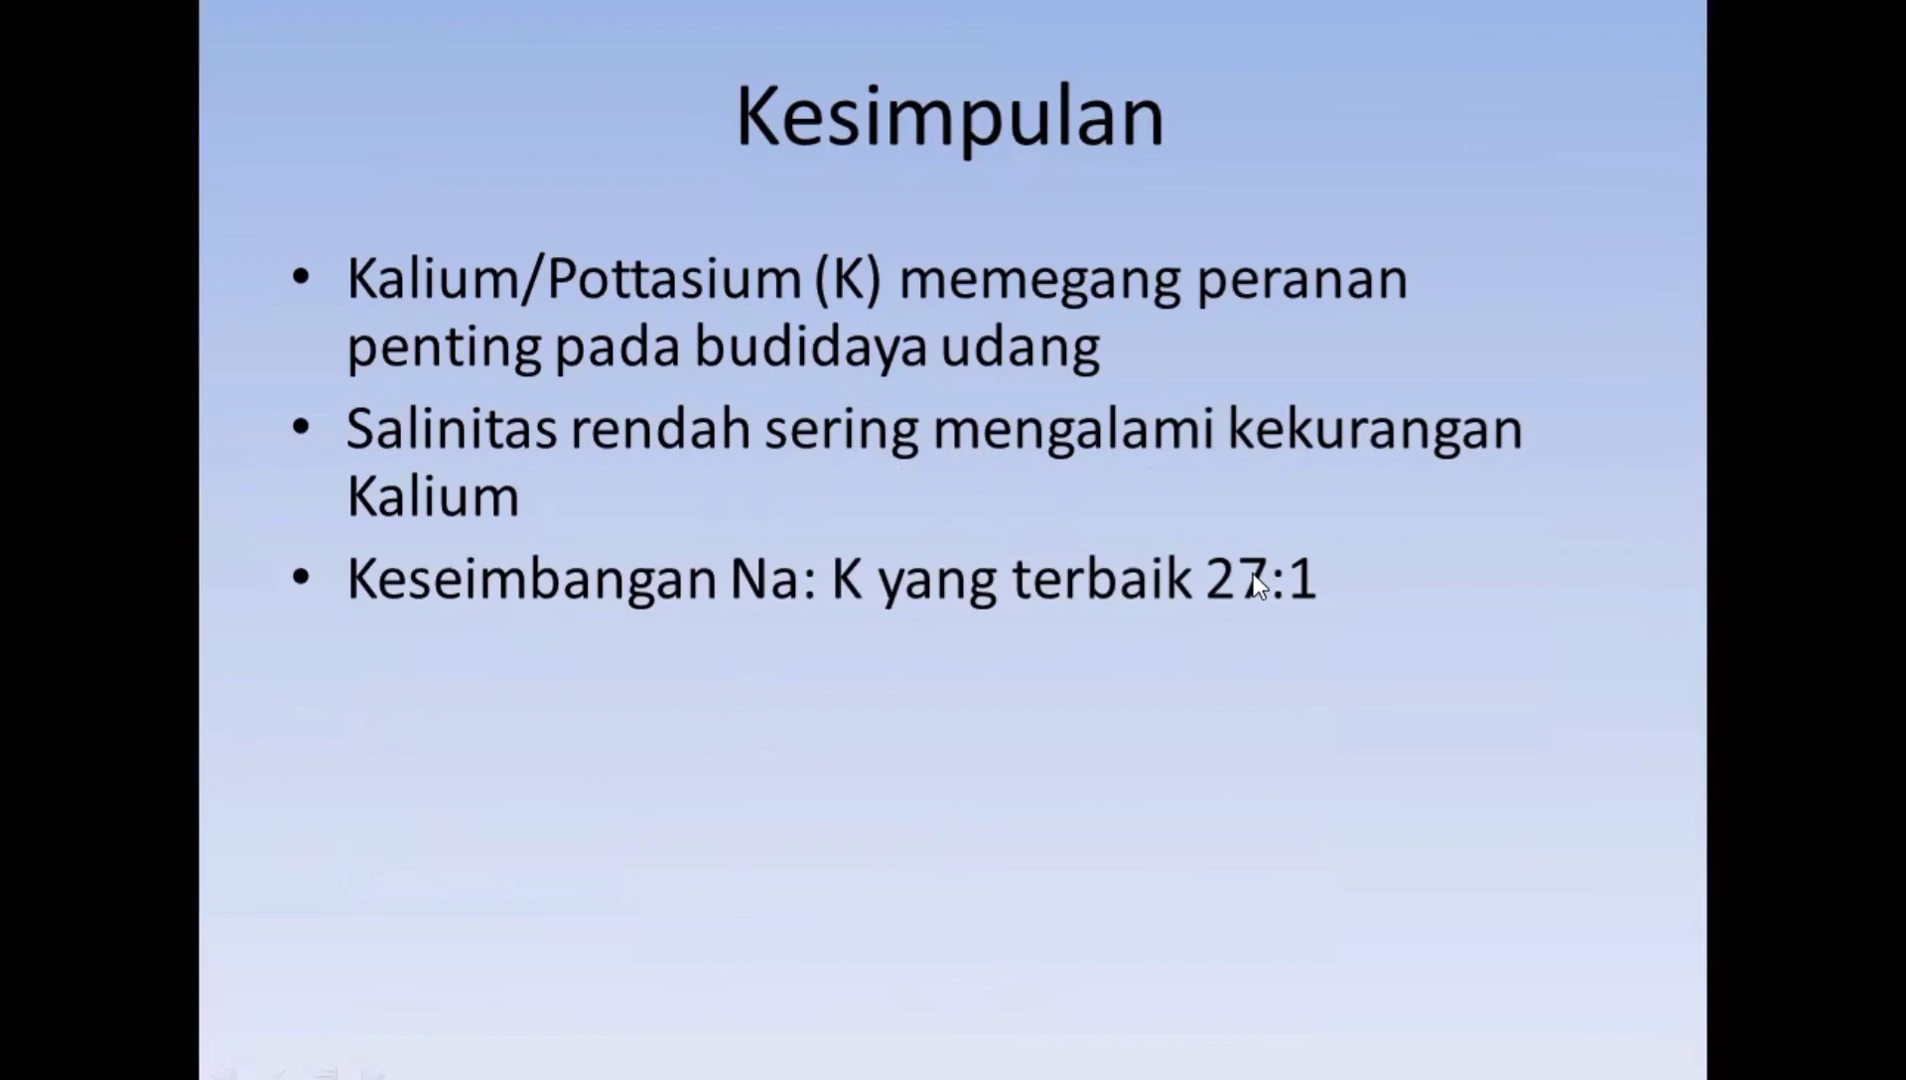 Kesimpulan
• Kalium/Pottasium (K) memegang peranan
penting pada budidaya udang
• Salinitas rendah sering mengalami kekurangan
Kalium
• Keseimbangan Na: K yang terbaik 27:1